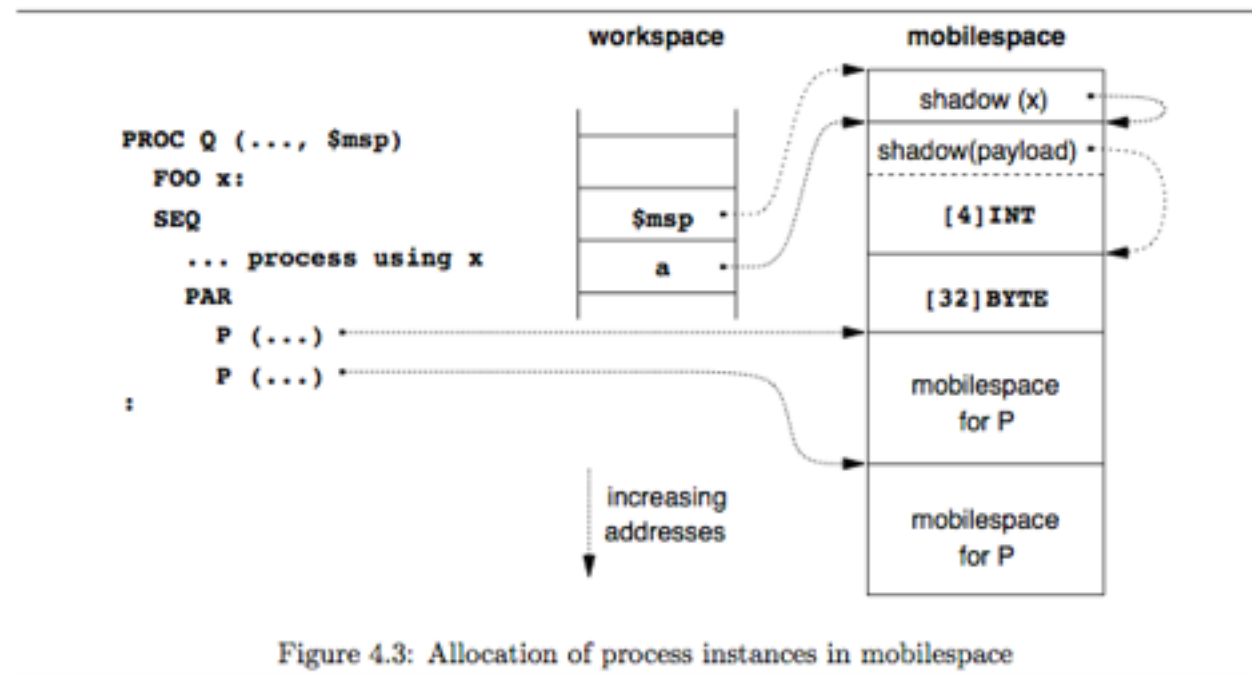 workspace
mobilespace
PROC Q (..., $msp)
FOO x:
SEQ
... process using x
PAR
P (...)
P (...)
:
$msp
a
shadow (x)
shadow(payload)
[4]INT
[32]BYTE
mobilespace
for P
mobilespace
for P
increasing
addresses
Figure 4.3: Allocation of process instances in mobilespace